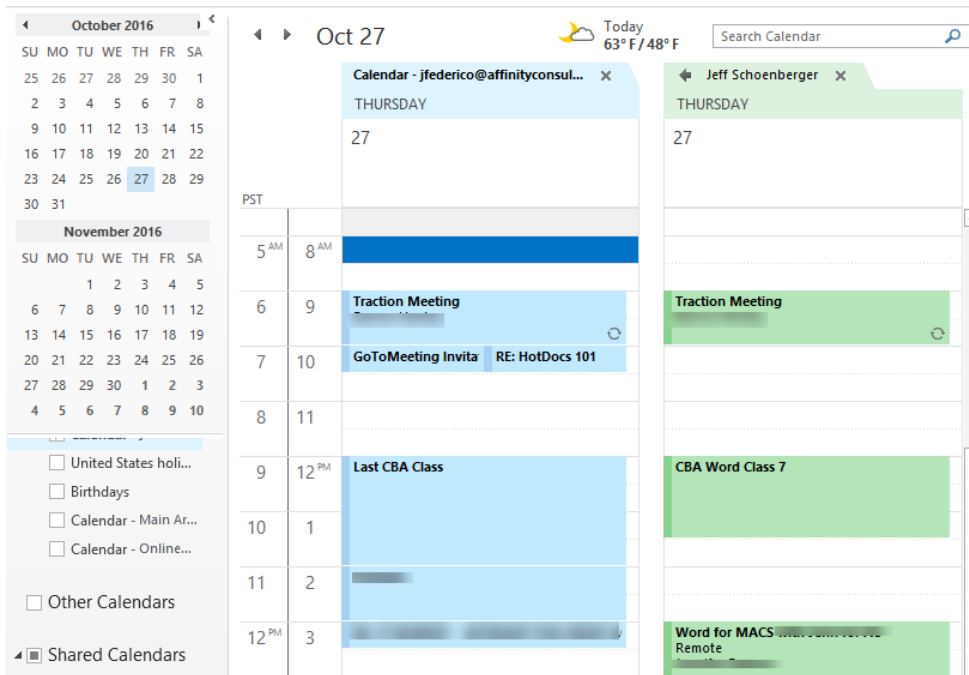 October 2016
SU MO TU WE TH FR SA
25 26 27 28 29 30 1
2 3 4 5 6 7 8
9 10 11 12 13 14 15
16 17 18 19 20 21 22
23 24 25 26 27 28 29
30 31
November 2016
SU MO TU WE TH FR SA
1 2 3 4 5
6 7 8 9 10 11 12
13 14 15 16 17 18 19
20 21 22 23 24 25 26
27 28 29 30 1 2 3
4 5 6 7 8 9 10
United States holi...
Birthdays
Calendar - Main Ar...
Calendar - Online...
Other Calendars
Shared Calendars
Oct 27
Today
63° F / 48° F
Search Calendar
Calendar - jfederico@affinityconsul...
Jeff Schoenberger
THURSDAY
THURSDAY
27
27
PST
5 AM 8 AM
6 9
Traction Meeting
Traction Meeting
7 10
GoToMeeting Invita
RE: HotDocs 101
8 11
9 12 PM
Last CBA Class
CBA Word Class 7
10 1
11 2
12 PM 3
Word for MACS
Remote